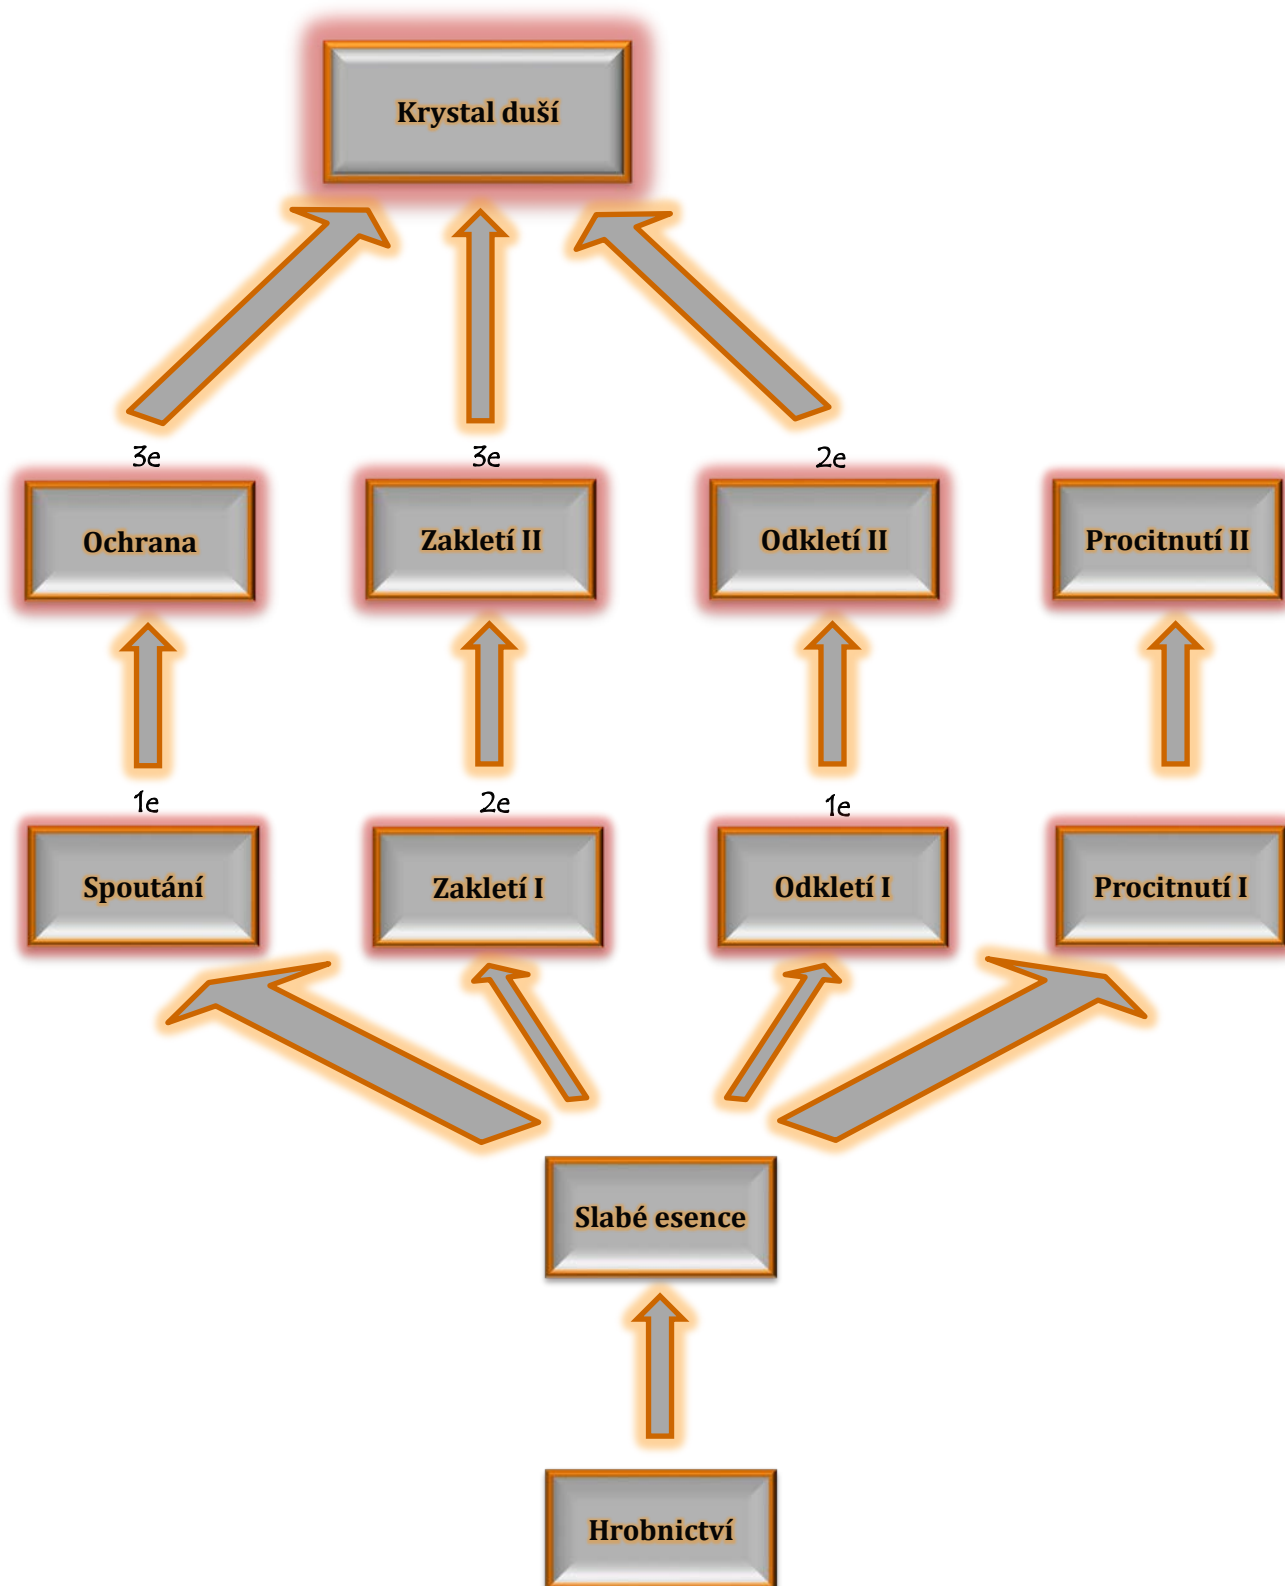 Krystal duší
3e 3e 2e
Ochrana Zakletí II Odkletí II Procitnutí II
1e 2e 1e
Spoutání Zakletí I Odkletí I Procitnutí I
Slabé esence
Hrobnictví